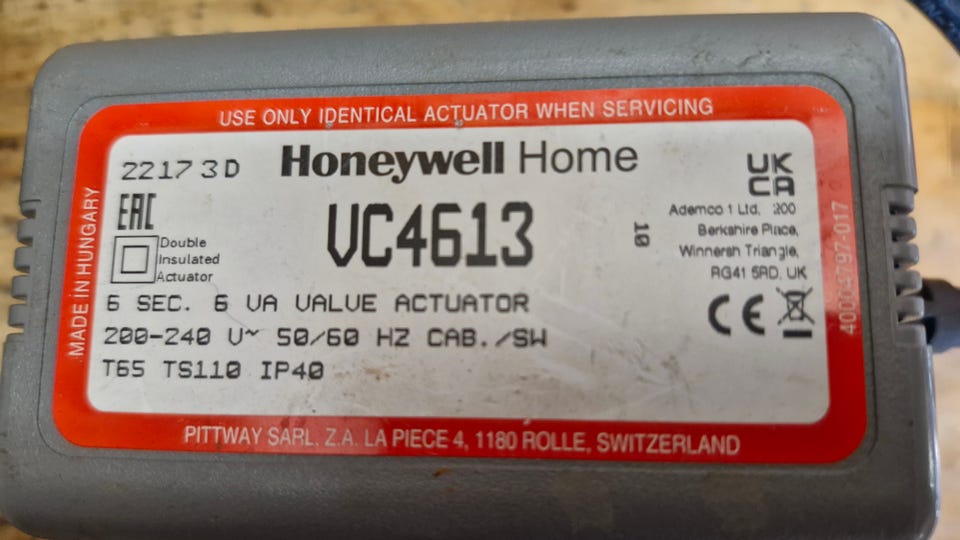 USE ONLY IDENTICAL ACTUATOR WHEN SERVICING
22173D
Honeywell Home
UK
CA
EAC
VC4613
10
Ademco 1 Ltd, 200
Berkshire Place,
Winnersh Triangle,
RG41 5RD, UK
Double
Insulated
Actuator
CE
6 SEC. 6 VA VALVE ACTUATOR
200-240 V~ 50/60 HZ CAB./SW
T65 TS110 IP40
MADE IN HUNGARY
40004797-017
PITTWAY SARL. Z.A. LA PIECE 4, 1180 ROLLE, SWITZERLAND